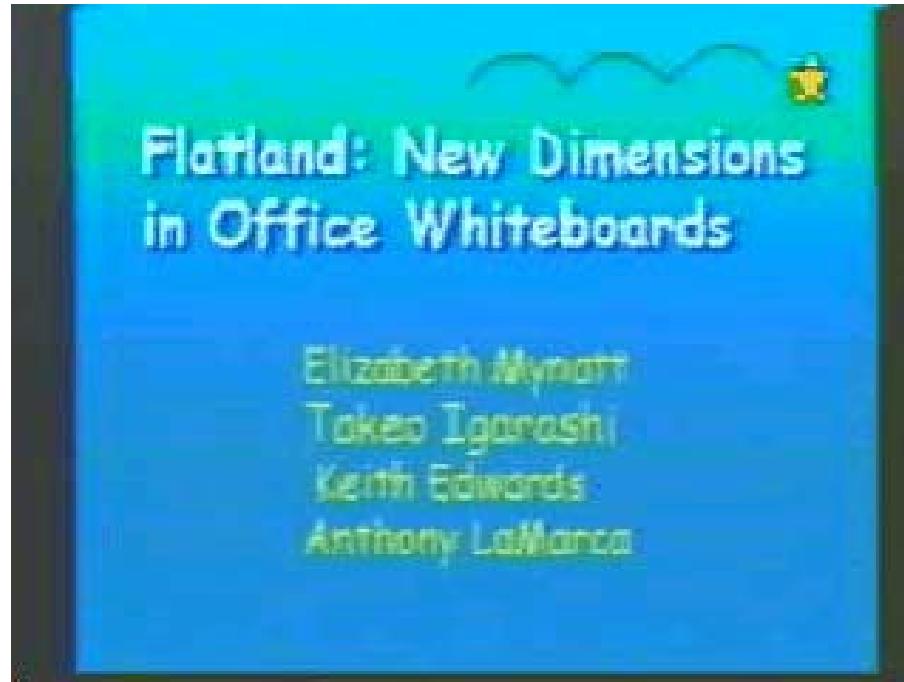 Flatland: New Dimensions
in Office Whiteboards
Elizabeth Mynatt
Takeo Igarashi
Keith Edwards
Anthony LaMarca